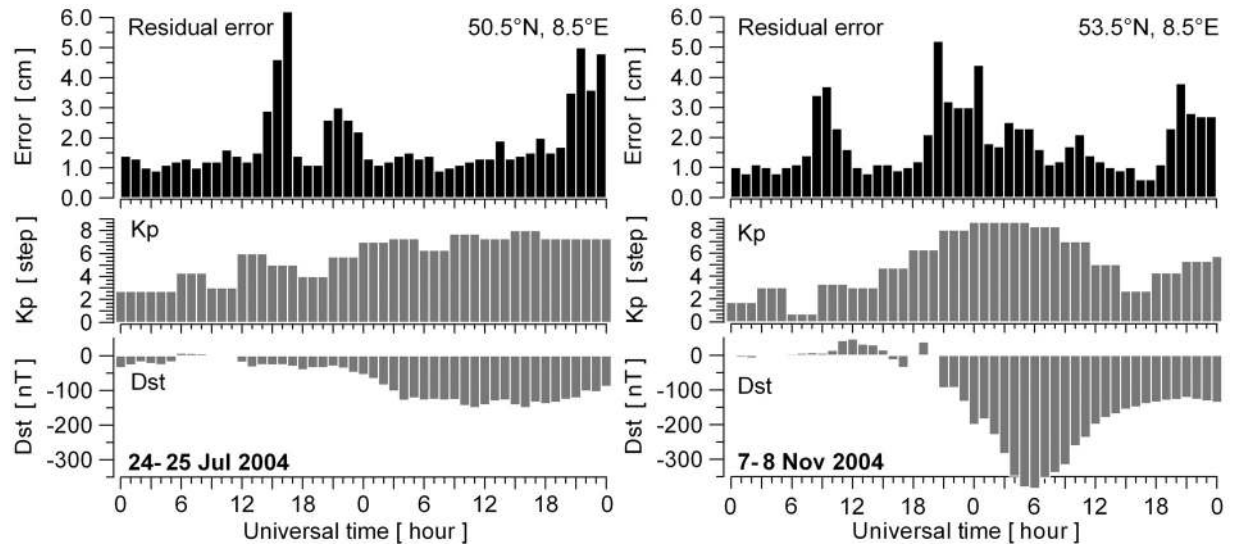 Residual error 50.5°N, 8.5°E
Error [ cm ]
6.0
5.0
4.0
3.0
2.0
1.0
0.0
Kp
Kp [ step ]
8
6
4
2
0
Dst
Dst [ nT ]
0
-100
-200
-300
24- 25 Jul 2004
0 6 12 18 0 6 12 18 0
Universal time [ hour ]
Residual error 53.5°N, 8.5°E
Error [ cm ]
6.0
5.0
4.0
3.0
2.0
1.0
0.0
Kp
Kp [ step ]
8
6
4
2
0
Dst
Dst [ nT ]
0
-100
-200
-300
7- 8 Nov 2004
0 6 12 18 0 6 12 18 0
Universal time [ hour ]